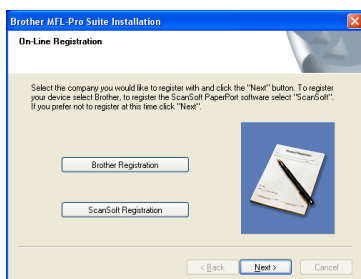 Brother MFL-Pro Suite Installation
On-Line Registration
Select the company you would like to register with and click the "Next" button. To register
your device select Brother, to register the ScanSoft PaperPort software select "ScanSoft".
If you prefer not to register at this time click "Next".
Brother Registration
ScanSoft Registration
< Back
Next >
Cancel